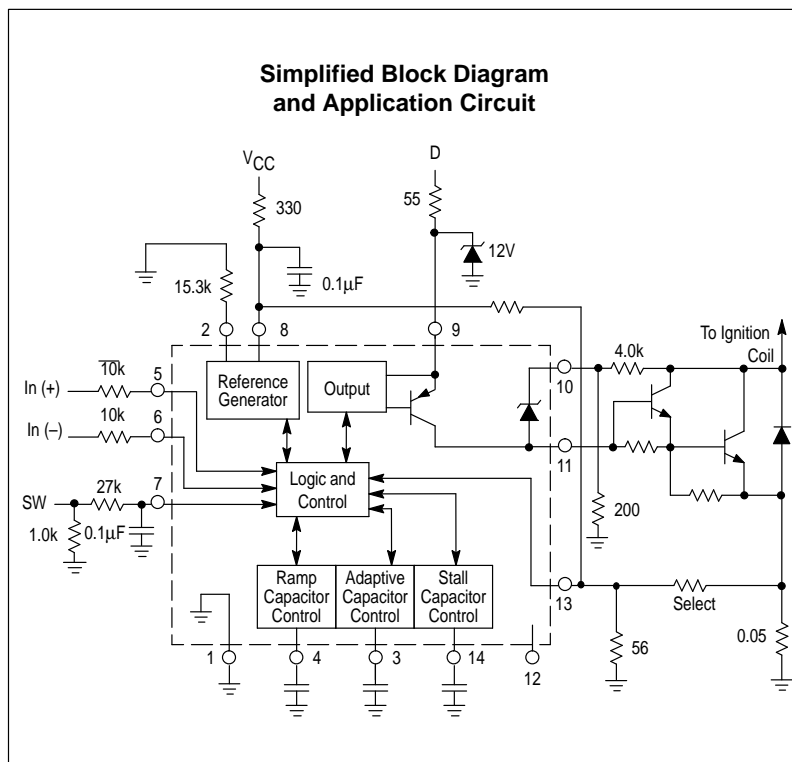 Simplified Block Diagram
and Application Circuit
VCC
D
330
55
12V
0.1µF
15.3k
2
8
9
To Ignition
Coil
10k
5
In (+)
Reference
Generator
Output
10
4.0k
10k
6
In (–)
11
Logic and
Control
27k
7
SW
1.0k
0.1µF
200
Ramp
Capacitor
Control
Adaptive
Capacitor
Control
Stall
Capacitor
Control
13
Select
56
0.05
1
4
3
14
12